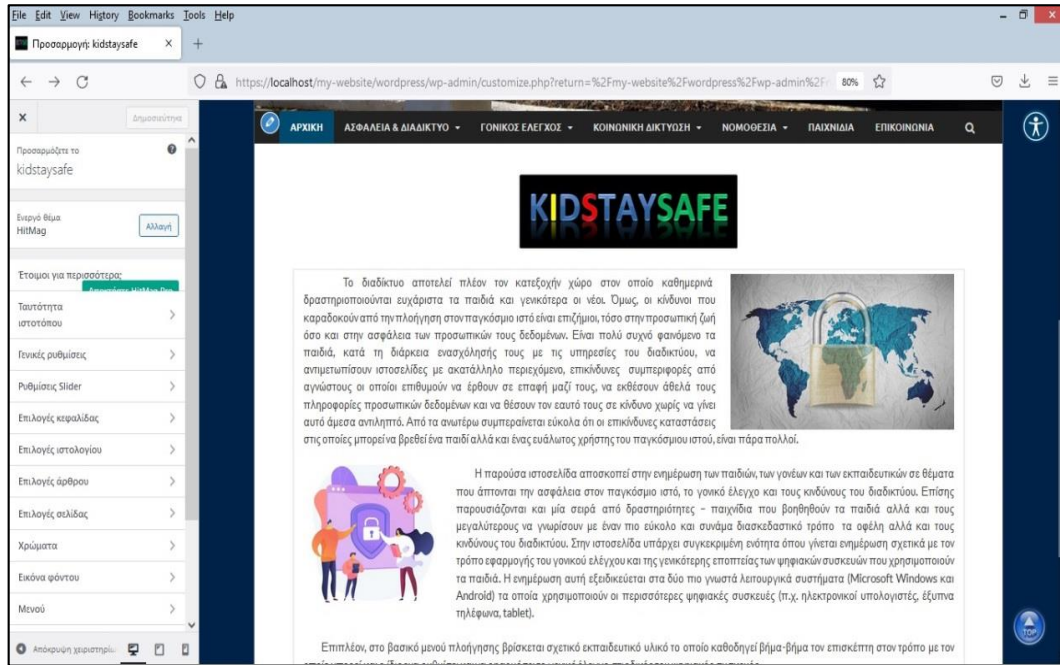 File Edit View History Bookmarks Tools Help
Προσαρμογή: kidstaysafe
https://localhost/my-website/wordpress/wp-admin/customize.php?return=%2Fmy-website%2Fwordpress%2Fwp-admin%2F
80%
Δημοσιεύτηκε
Προσαρμόζετε το
kidstaysafe
Ενεργό θέμα
HitMag
Αλλαγή
Έτοιμοι για περισσότερα;
Ταυτότητα
ιστοτόπου
Γενικές ρυθμίσεις
Ρυθμίσεις Slider
Επιλογές κεφαλίδας
Επιλογές ιστολογίου
Επιλογές άρθρου
Επιλογές σελίδας
Χρώματα
Εικόνα φόντου
Μενού
Απόκρυψη χειριστηρίω
ΑΡΧΙΚΗ ΑΣΦΑΛΕΙΑ & ΔΙΑΔΙΚΤΥΟ ΓΟΝΙΚΟΣ ΕΛΕΓΧΟΣ ΚΟΙΝΩΝΙΚΗ ΔΙΚΤΥΩΣΗ ΝΟΜΟΘΕΣΙΑ ΠΑΙΧΝΙΔΙΑ ΕΠΙΚΟΙΝΩΝΙΑ
KIDSTAYSAFE
Το διαδίκτυο αποτελεί πλέον τον κατεξοχήν χώρο στον οποίο καθημερινά
δραστηριοποιούνται ευχάριστα τα παιδιά και γενικότερα οι νέοι. Όμως, οι κίνδυνοι που
καραδοκούν από την πλοήγηση στον παγκόσμιο ιστό είναι επιζήμιοι, τόσο στην προσωπική ζωή
όσο και στην ασφάλεια των προσωπικών τους δεδομένων. Είναι πολύ συχνό φαινόμενο τα
παιδιά, κατά τη διάρκεια ενασχόλησής τους με τις υπηρεσίες του διαδικτύου, να
αντιμετωπίσουν ιστοσελίδες με ακατάλληλο περιεχόμενο, επικίνδυνες συμπεριφορές από
αγνώστους οι οποίοι επιθυμούν να έρθουν σε επαφή μαζί τους, να εκθέσουν άθελά τους
πληροφορίες προσωπικών δεδομένων και να θέσουν τον εαυτό τους σε κίνδυνο χωρίς να γίνει
αυτό άμεσα αντιληπτό. Από τα ανωτέρω συμπεραίνεται εύκολα ότι οι επικίνδυνες καταστάσεις
στις οποίες μπορεί να βρεθεί ένα παιδί αλλά και ένας ευάλωτος χρήστης του παγκόσμιου ιστού, είναι πάρα πολλοί.
Η παρούσα ιστοσελίδα αποσκοπεί στην ενημέρωση των παιδιών, των γονέων και των εκπαιδευτικών σε θέματα
που άπτονται την ασφάλεια στον παγκόσμιο ιστό, το γονικό έλεγχο και τους κινδύνους του διαδικτύου. Επίσης
παρουσιάζονται και μία σειρά από δραστηριότητες – παιχνίδια που βοηθηθούν τα παιδιά αλλά και τους
μεγαλύτερους να γνωρίσουν με έναν πιο εύκολο και συνάμα διασκεδαστικό τρόπο τα οφέλη αλλά και τους
κινδύνους του διαδικτύου. Στην ιστοσελίδα υπάρχει συγκεκριμένη ενότητα όπου γίνεται ενημέρωση σχετικά με τον
τρόπο εφαρμογής του γονικού ελέγχου και της γενικότερης εποπτείας των ψηφιακών συσκευών που χρησιμοποιούν
τα παιδιά. Η ενημέρωση αυτή εξειδικεύεται στα δύο πιο γνωστά λειτουργικά συστήματα (Microsoft Windows και
Android) τα οποία χρησιμοποιούν οι περισσότερες ψηφιακές συσκευές (π.χ. ηλεκτρονικοί υπολογιστές, έξυπνα
τηλέφωνα, tablet).
Επιπλέον, στο βασικό μενού πλοήγησης βρίσκεται σχετικό εκπαιδευτικό υλικό το οποίο καθοδηγεί βήμα-βήμα τον επισκέπτη στον τρόπο με τον
TOP